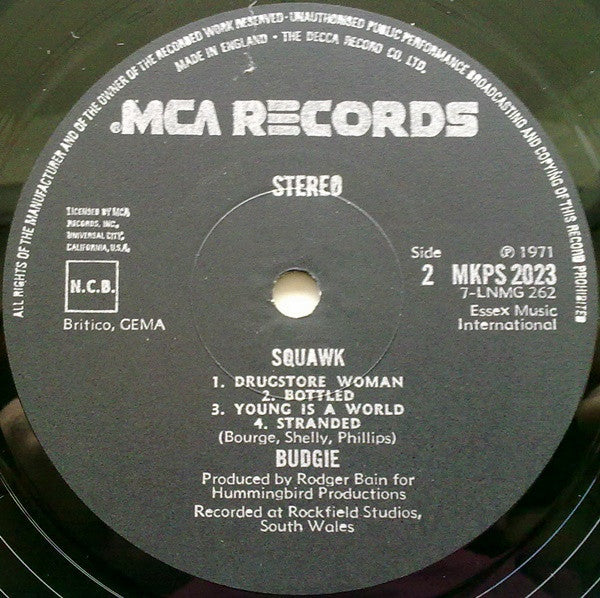 ALL RIGHTS OF THE MANUFACTURER AND OF THE OWNER OF THE RECORDED WORK RESERVED · UNAUTHORISED PUBLIC PERFORMANCE BROADCASTING AND COPYING OF THIS RECORD PROHIBITED
MADE IN ENGLAND · THE DECCA RECORD CO. LTD.
MCA RECORDS
STEREO
LICENSED BY MCA
RECORDS, INC.,
UNIVERSAL CITY,
CALIFORNIA, U.S.A.
N.C.B.
Britico, GEMA
Side
2
℗ 1971
MKPS 2023
7-LNMG 262
Essex Music
International
SQUAWK
1. DRUGSTORE WOMAN
2. BOTTLED
3. YOUNG IS A WORLD
4. STRANDED
(Bourge, Shelly, Phillips)
BUDGIE
Produced by Rodger Bain for
Hummingbird Productions
Recorded at Rockfield Studios,
South Wales